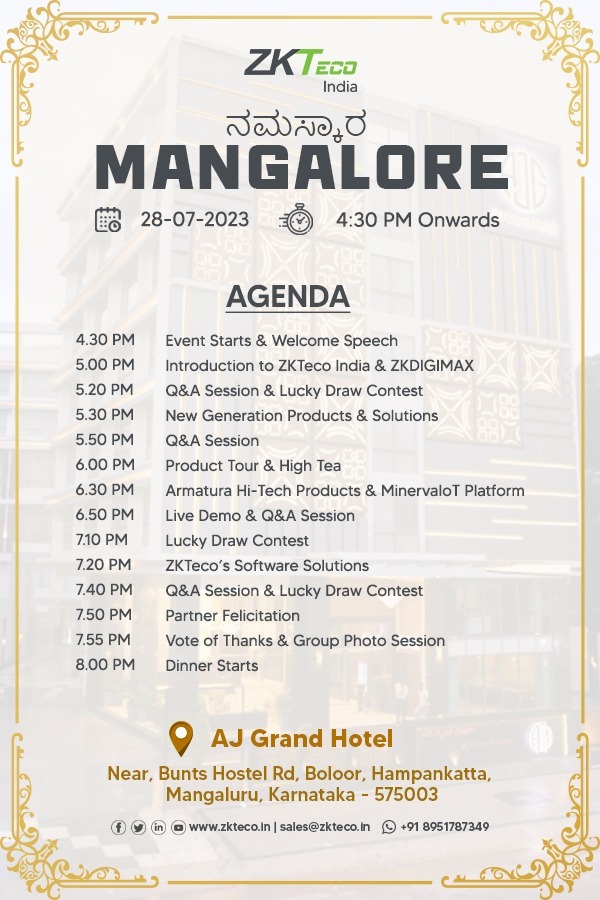 ZKTECO
India
ನಮಸ್ಕಾರ
MANGALORE
28-07-2023 4:30 PM Onwards
AGENDA
4.30 PM Event Starts & Welcome Speech
5.00 PM Introduction to ZKTeco India & ZKDIGIMAX
5.20 PM Q&A Session & Lucky Draw Contest
5.30 PM New Generation Products & Solutions
5.50 PM Q&A Session
6.00 PM Product Tour & High Tea
6.30 PM Armatura Hi-Tech Products & MinervaIoT Platform
6.50 PM Live Demo & Q&A Session
7.10 PM Lucky Draw Contest
7.20 PM ZKTeco’s Software Solutions
7.40 PM Q&A Session & Lucky Draw Contest
7.50 PM Partner Felicitation
7.55 PM Vote of Thanks & Group Photo Session
8.00 PM Dinner Starts
AJ Grand Hotel
Near, Bunts Hostel Rd, Boloor, Hampankatta,
Mangaluru, Karnataka - 575003
www.zkteco.in | sales@zkteco.in +91 8951787349